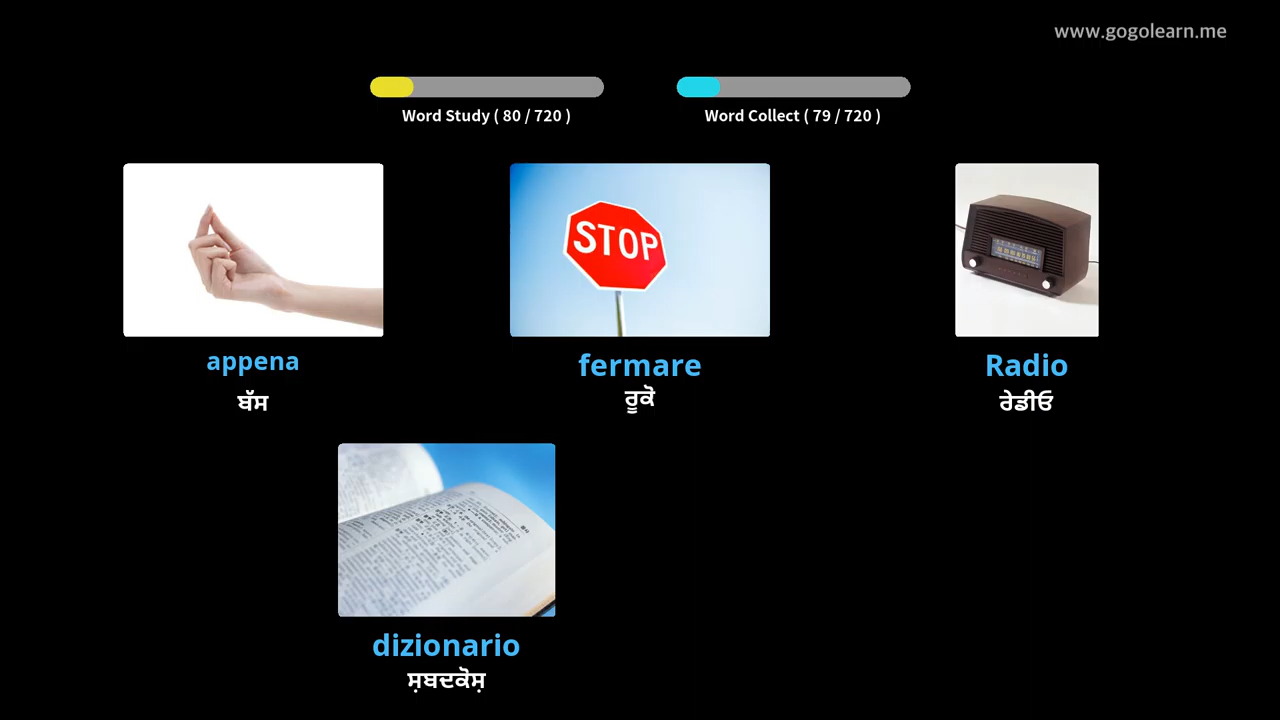 www.gogolearn.me
Word Study ( 80 / 720 )
Word Collect ( 79 / 720 )
STOP
appena
fermare
Radio
ਬੱਸ
ਰੂਕੋ
ਰੇਡੀਓ
dizionario
ਸ਼ਬਦਕੋਸ਼